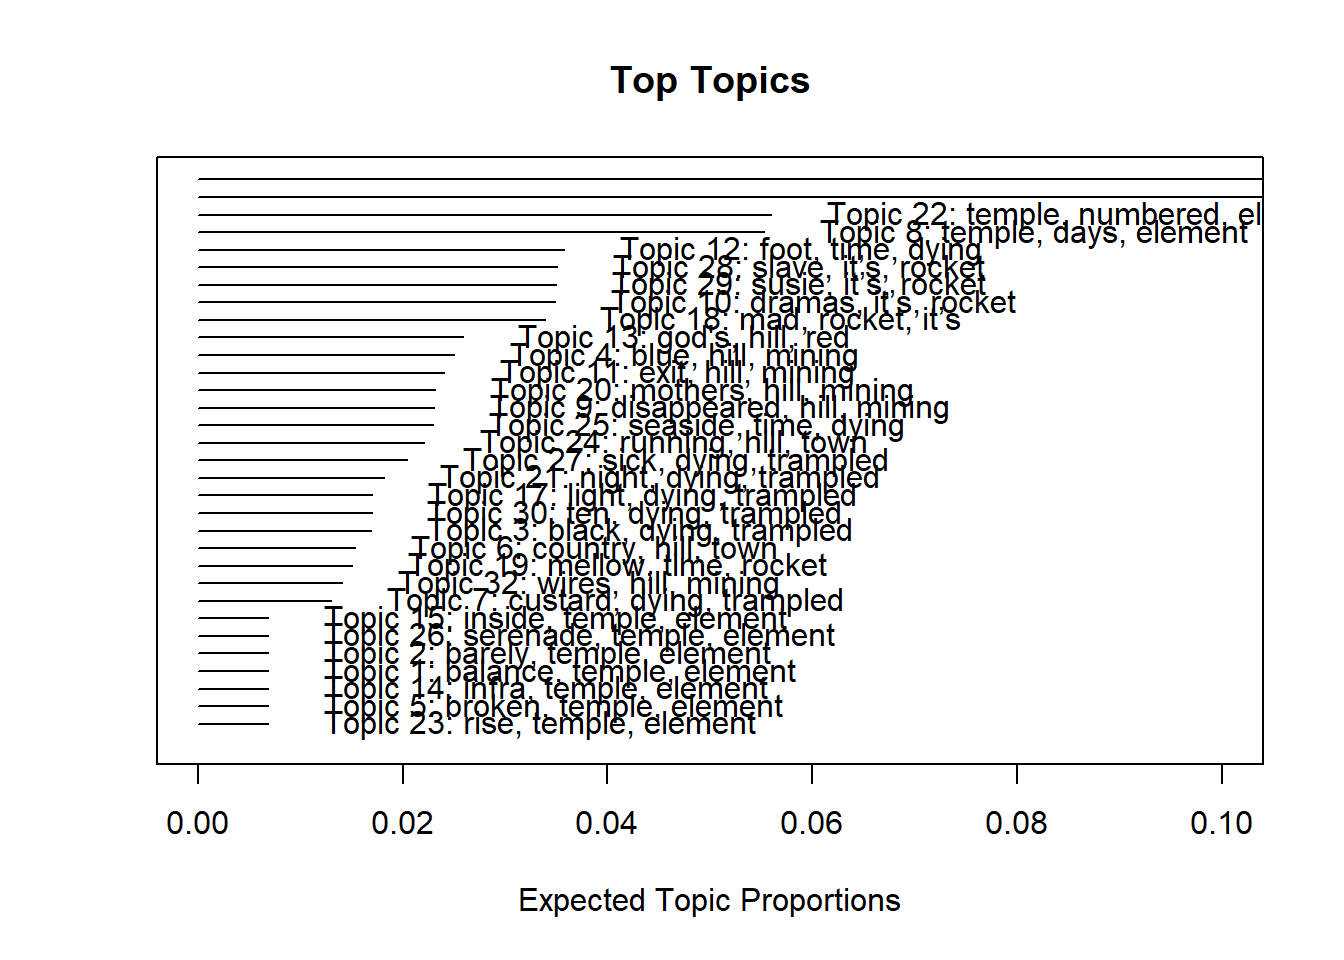 Top Topics
Topic 22: temple, numbered, el
Topic 8: temple, days, element
Topic 12: foot, time, dying
Topic 28: slave, it's, rocket
Topic 29: susie, it's, rocket
Topic 10: dramas, it's, rocket
Topic 18: mad, rocket, it's
Topic 13: god's, hill, red
Topic 4: blue, hill, mining
Topic 11: exit, hill, mining
Topic 20: mothers, hill, mining
Topic 9: disappeared, hill, mining
Topic 25: seaside, time, dying
Topic 24: running, hill, town
Topic 27: sick, dying, trampled
Topic 21: night, dying, trampled
Topic 17: light, dying, trampled
Topic 30: ten, dying, trampled
Topic 3: black, dying, trampled
Topic 6: country, hill, town
Topic 19: mellow, time, rocket
Topic 32: wires, hill, mining
Topic 7: custard, dying, trampled
Topic 15: inside, temple, element
Topic 26: serenade, temple, element
Topic 2: barely, temple, element
Topic 1: balance, temple, element
Topic 14: infra, temple, element
Topic 5: broken, temple, element
Topic 23: rise, temple, element
0.00 0.02 0.04 0.06 0.08 0.10
Expected Topic Proportions